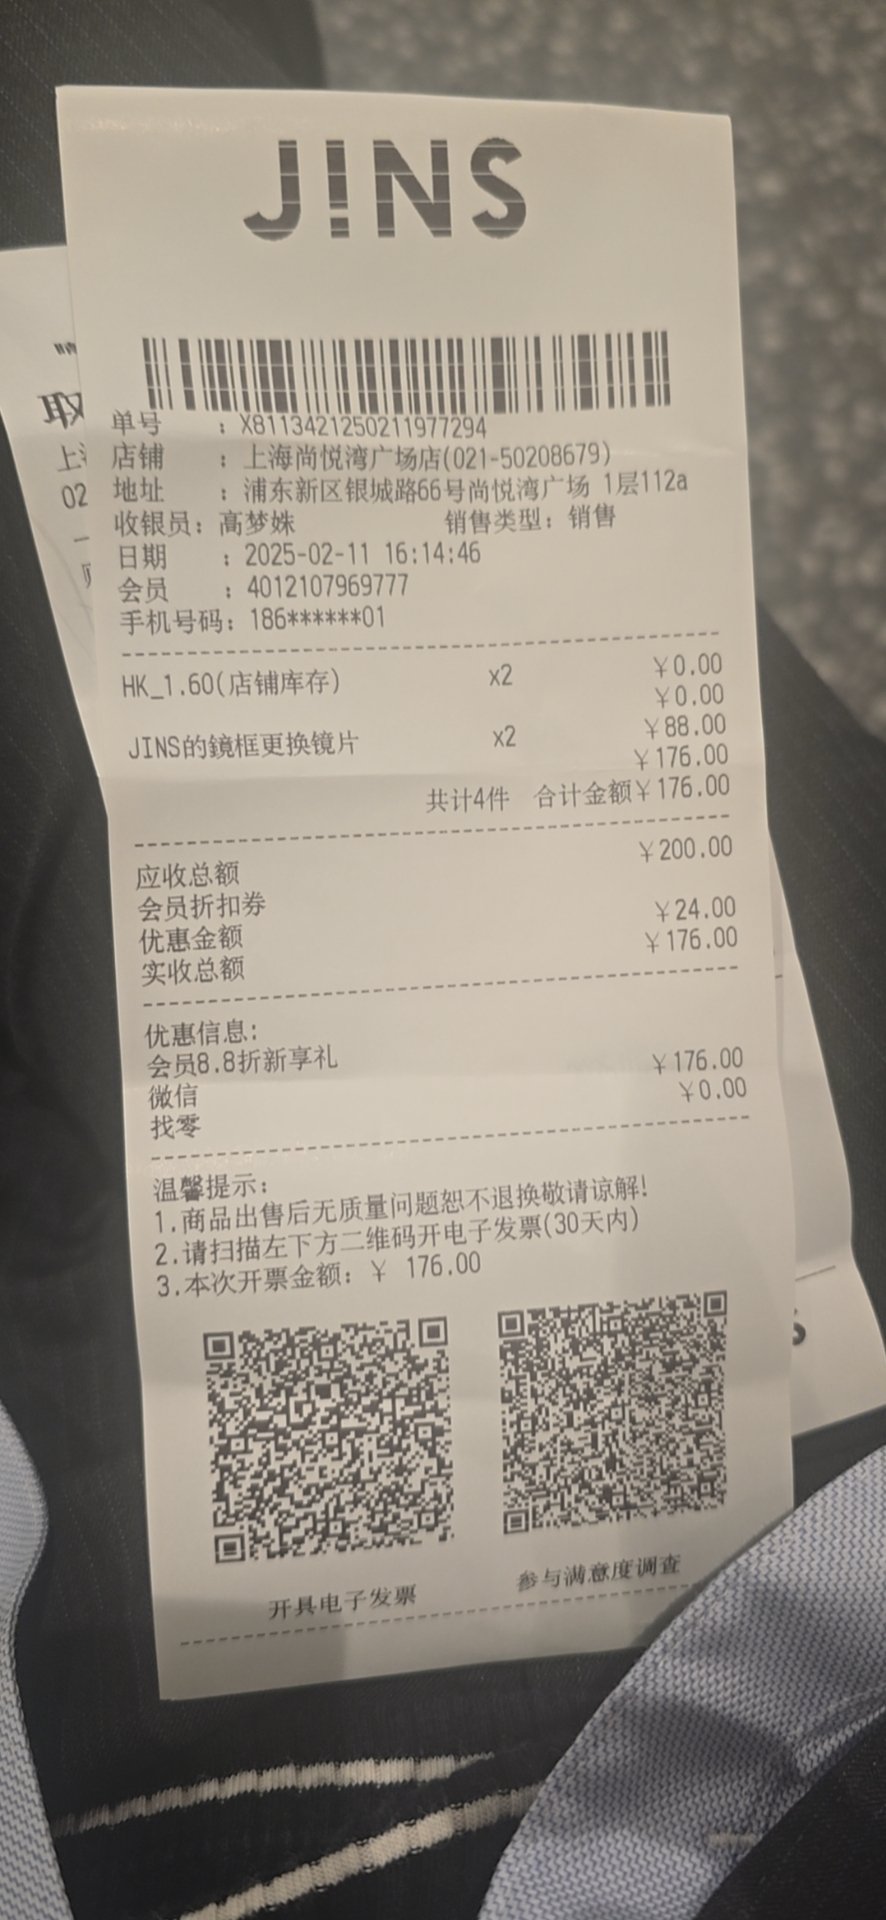 JINS
单号 : X8113421250211977294
店铺 : 上海尚悦湾广场店(021-50208679)
地址 : 浦东新区银城路66号尚悦湾广场 1层112a
收银员: 高梦姝 销售类型: 销售
日期 : 2025-02-11 16:14:46
会员 : 4012107969777
手机号码: 186******01
HK_1.60(店铺库存) x2 ¥0.00
¥0.00
JINS的鏡框更换镜片 x2 ¥88.00
¥176.00
共计4件 合计金额¥176.00
应收总额 ¥200.00
会员折扣券
优惠金额 ¥24.00
实收总额 ¥176.00
优惠信息:
会员8.8折新享礼
微信 ¥176.00
找零 ¥0.00
温馨提示:
1.商品出售后无质量问题恕不退换敬请谅解!
2.请扫描左下方二维码开电子发票(30天内)
3.本次开票金额: ¥ 176.00
开具电子发票 参与满意度调查
取
上
02